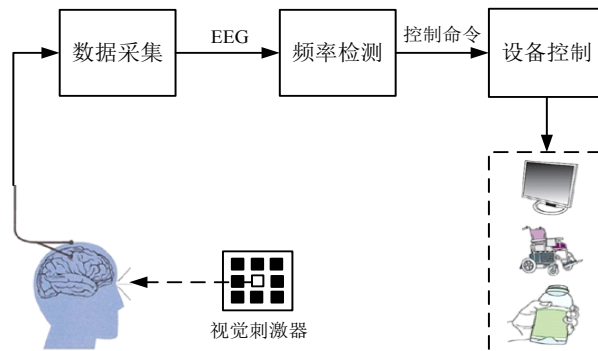 数据采集
EEG
频率检测
控制命令
设备控制
视觉刺激器